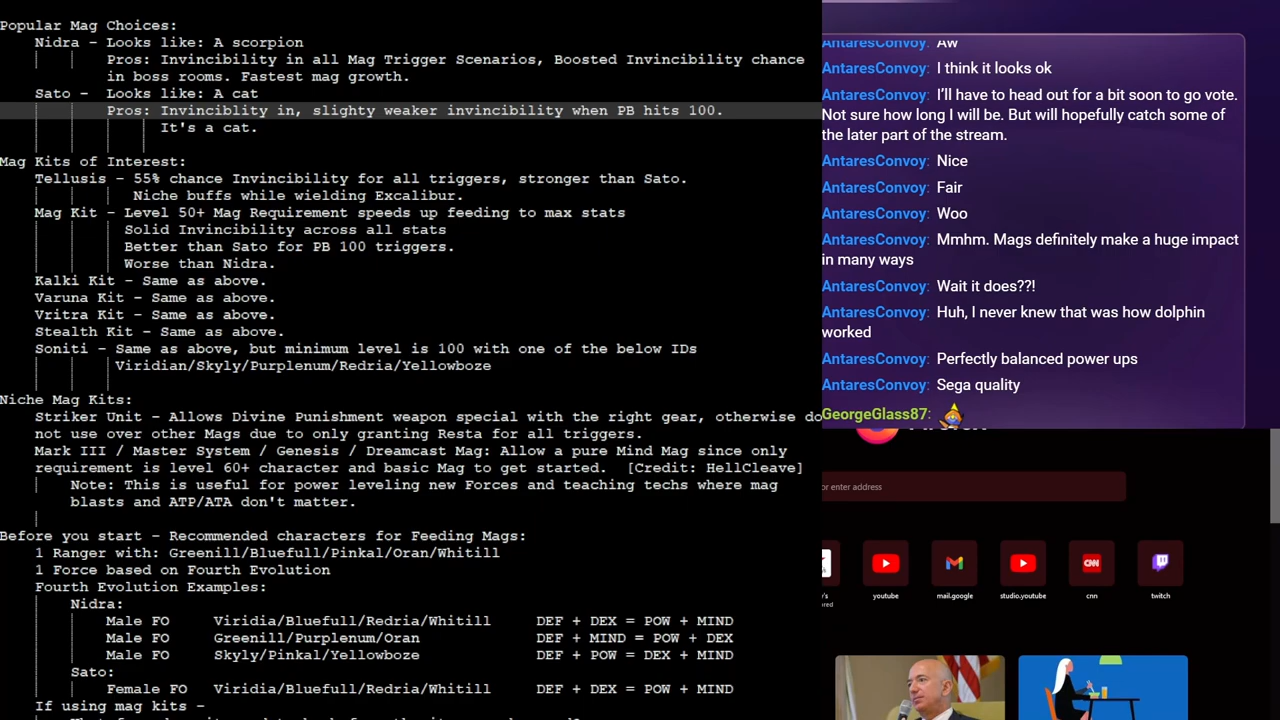 Popular Mag Choices:
Nidra - Looks like: A scorpion
Pros: Invincibility in all Mag Trigger Scenarios, Boosted Invincibility chance
in boss rooms. Fastest mag growth.
Sato - Looks like: A cat
Pros: Invinciblity in, slighty weaker invincibility when PB hits 100.
It's a cat.
Mag Kits of Interest:
Tellusis - 55% chance Invincibility for all triggers, stronger than Sato.
Niche buffs while wielding Excalibur.
Mag Kit - Level 50+ Mag Requirement speeds up feeding to max stats
Solid Invincibility across all stats
Better than Sato for PB 100 triggers.
Worse than Nidra.
Kalki Kit - Same as above.
Varuna Kit - Same as above.
Vritra Kit - Same as above.
Stealth Kit - Same as above.
Soniti - Same as above, but minimum level is 100 with one of the below IDs
Viridian/Skyly/Purplenum/Redria/Yellowboze
Niche Mag Kits:
Striker Unit - Allows Divine Punishment weapon special with the right gear, otherwise do
not use over other Mags due to only granting Resta for all triggers.
Mark III / Master System / Genesis / Dreamcast Mag: Allow a pure Mind Mag since only
requirement is level 60+ character and basic Mag to get started. [Credit: HellCleave]
Note: This is useful for power leveling new Forces and teaching techs where mag
blasts and ATP/ATA don't matter.
Before you start - Recommended characters for Feeding Mags:
1 Ranger with: Greenill/Bluefull/Pinkal/Oran/Whitill
1 Force based on Fourth Evolution
Fourth Evolution Examples:
Nidra:
Male FO Viridia/Bluefull/Redria/Whitill DEF + DEX = POW + MIND
Male FO Greenill/Purplenum/Oran DEF + MIND = POW + DEX
Male FO Skyly/Pinkal/Yellowboze DEF + POW = DEX + MIND
Sato:
Female FO Viridia/Bluefull/Redria/Whitill DEF + DEX = POW + MIND
If using mag kits -
AntaresConvoy: Aw
AntaresConvoy: I think it looks ok
AntaresConvoy: I'll have to head out for a bit soon to go vote.
Not sure how long I will be. But will hopefully catch some of
the later part of the stream.
AntaresConvoy: Nice
AntaresConvoy: Fair
AntaresConvoy: Woo
AntaresConvoy: Mmhm. Mags definitely make a huge impact
in many ways
AntaresConvoy: Wait it does??!
AntaresConvoy: Huh, I never knew that was how dolphin
worked
AntaresConvoy: Perfectly balanced power ups
AntaresConvoy: Sega quality
GeorgeGlass87:
or enter address
youtube
mail.google
studio.youtube
cnn
twitch
CNN